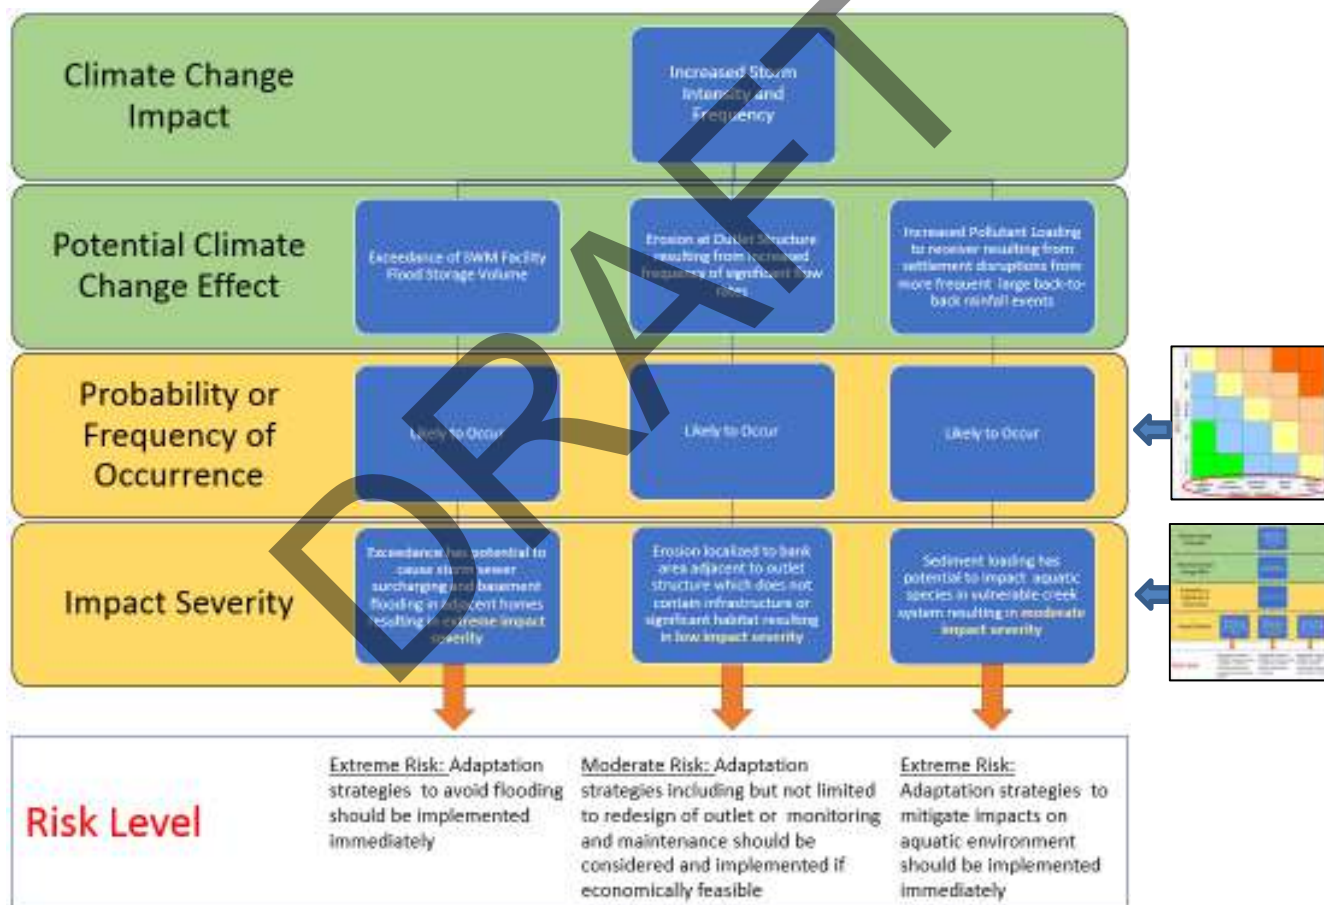 Climate Change
Impact
Increased Storm
Intensity and
Frequency
Potential Climate
Change Effect
Exceedance of SWM Facility
Flood Storage Volume
Erosion at Outlet Structure
resulting from increased
frequency of significant flow
rates
Increased Pollutant Loading
to receiver resulting from
settlement disruptions from
more frequent large back-to-
back rainfall events
Probability or
Frequency of
Occurrence
Likely to Occur
Likely to Occur
Likely to Occur
Impact Severity
Exceedance has potential to
cause storm sewer
surcharging and basement
flooding in adjacent homes
resulting in extreme impact
severity
Erosion localized to bank
area adjacent to outlet
structure which does not
contain infrastructure or
significant habitat resulting
in low impact severity
Sediment loading has
potential to impact aquatic
species in vulnerable creek
system resulting in moderate
impact severity
Risk Level
Extreme Risk: Adaptation
strategies to avoid flooding
should be implemented
immediately
Moderate Risk: Adaptation
strategies including but not limited
to redesign of outlet or monitoring
and maintenance should be
considered and implemented if
economically feasible
Extreme Risk:
Adaptation strategies to
mitigate impacts on
aquatic environment
should be implemented
immediately
DRAFT